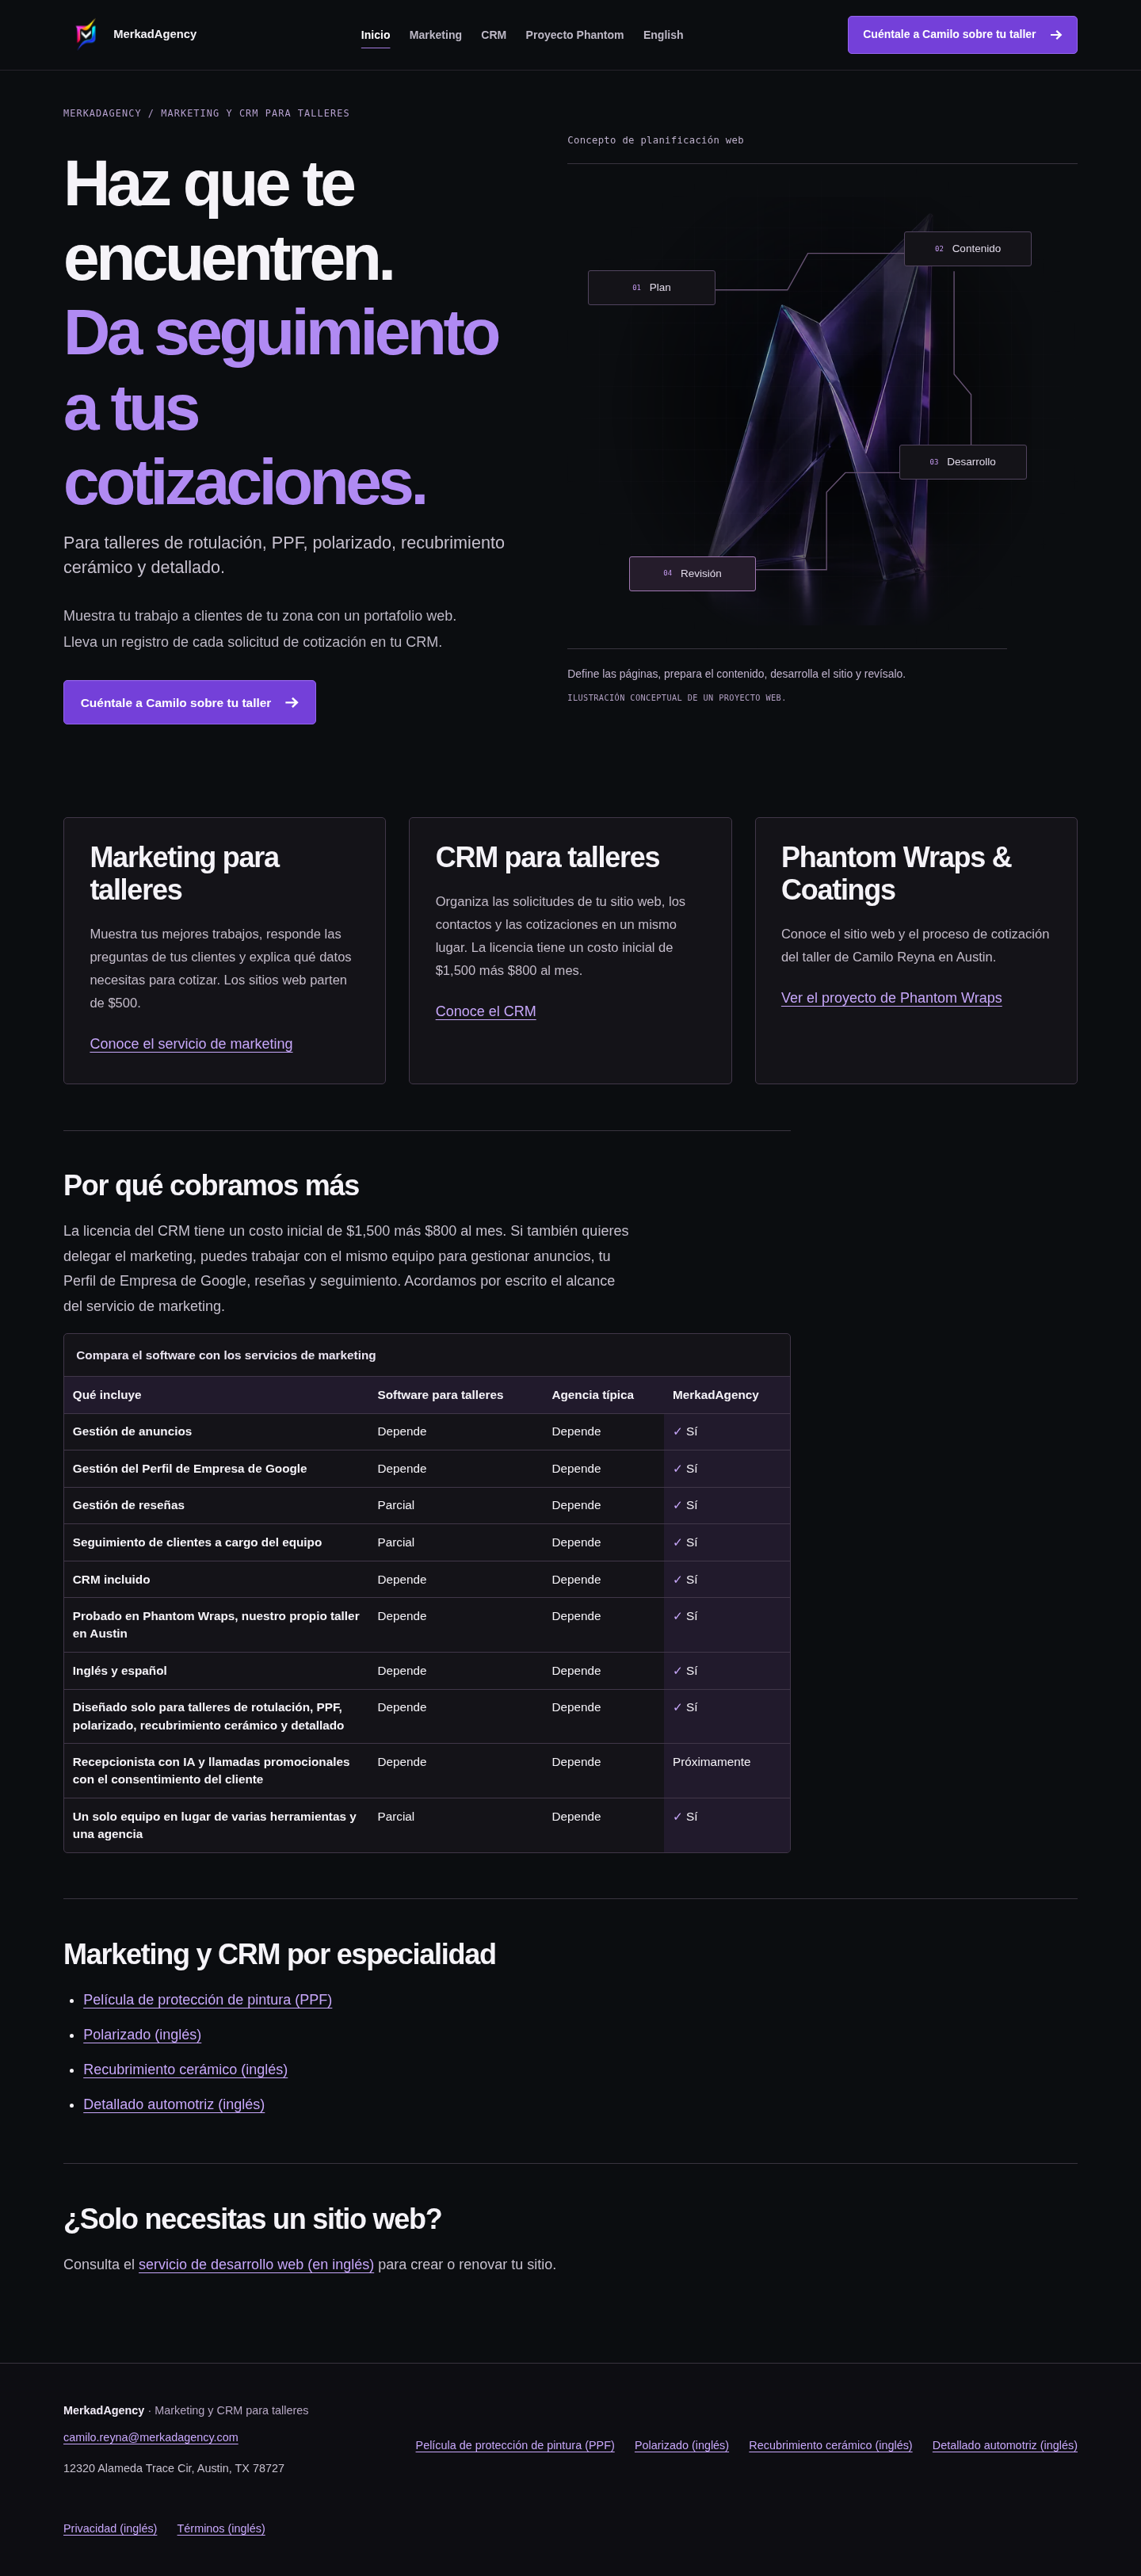 MerkadAgency
Inicio
Marketing
CRM
Proyecto Phantom
English
Cuéntale a Camilo sobre tu taller
MERKADAGENCY / MARKETING Y CRM PARA TALLERES
Haz que te
encuentren.
Da seguimiento
a tus
cotizaciones.
Para talleres de rotulación, PPF, polarizado, recubrimiento
cerámico y detallado.
Muestra tu trabajo a clientes de tu zona con un portafolio web.
Lleva un registro de cada solicitud de cotización en tu CRM.
Cuéntale a Camilo sobre tu taller
Concepto de planificación web
01 Plan
02 Contenido
03 Desarrollo
04 Revisión
Define las páginas, prepara el contenido, desarrolla el sitio y revísalo.
ILUSTRACIÓN CONCEPTUAL DE UN PROYECTO WEB.
Marketing para
talleres
Muestra tus mejores trabajos, responde las
preguntas de tus clientes y explica qué datos
necesitas para cotizar. Los sitios web parten
de $500.
Conoce el servicio de marketing
CRM para talleres
Organiza las solicitudes de tu sitio web, los
contactos y las cotizaciones en un mismo
lugar. La licencia tiene un costo inicial de
$1,500 más $800 al mes.
Conoce el CRM
Phantom Wraps &
Coatings
Conoce el sitio web y el proceso de cotización
del taller de Camilo Reyna en Austin.
Ver el proyecto de Phantom Wraps
Por qué cobramos más
La licencia del CRM tiene un costo inicial de $1,500 más $800 al mes. Si también quieres
delegar el marketing, puedes trabajar con el mismo equipo para gestionar anuncios, tu
Perfil de Empresa de Google, reseñas y seguimiento. Acordamos por escrito el alcance
del servicio de marketing.
Compara el software con los servicios de marketing
Qué incluye Software para talleres Agencia típica MerkadAgency
Gestión de anuncios Depende Depende ✓ Sí
Gestión del Perfil de Empresa de Google Depende Depende ✓ Sí
Gestión de reseñas Parcial Depende ✓ Sí
Seguimiento de clientes a cargo del equipo Parcial Depende ✓ Sí
CRM incluido Depende Depende ✓ Sí
Probado en Phantom Wraps, nuestro propio taller Depende Depende ✓ Sí
en Austin
Inglés y español Depende Depende ✓ Sí
Diseñado solo para talleres de rotulación, PPF, Depende Depende ✓ Sí
polarizado, recubrimiento cerámico y detallado
Recepcionista con IA y llamadas promocionales Depende Depende Próximamente
con el consentimiento del cliente
Un solo equipo en lugar de varias herramientas y Parcial Depende ✓ Sí
una agencia
Marketing y CRM por especialidad
Película de protección de pintura (PPF)
Polarizado (inglés)
Recubrimiento cerámico (inglés)
Detallado automotriz (inglés)
¿Solo necesitas un sitio web?
Consulta el servicio de desarrollo web (en inglés) para crear o renovar tu sitio.
MerkadAgency · Marketing y CRM para talleres
camilo.reyna@merkadagency.com
12320 Alameda Trace Cir, Austin, TX 78727
Película de protección de pintura (PPF) Polarizado (inglés) Recubrimiento cerámico (inglés) Detallado automotriz (inglés)
Privacidad (inglés) Términos (inglés)